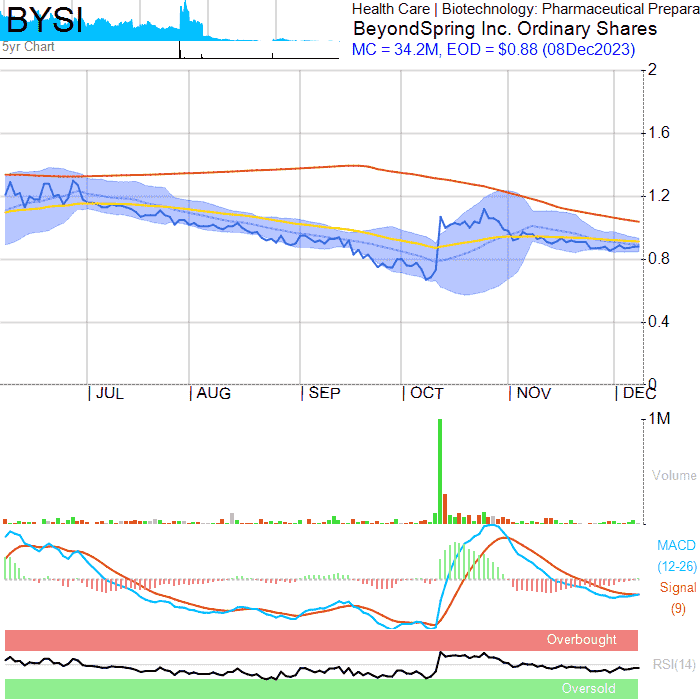 BYSI
5yr Chart
Health Care | Biotechnology: Pharmaceutical Prepara
BeyondSpring Inc. Ordinary Shares
MC = 34.2M, EOD = $0.88 (08Dec2023)
2
1.6
1.2
0.8
0.4
0
JUL AUG SEP OCT NOV DEC
1M
Volume
MACD
(12-26)
Signal
(9)
Overbought
RSI(14)
Oversold